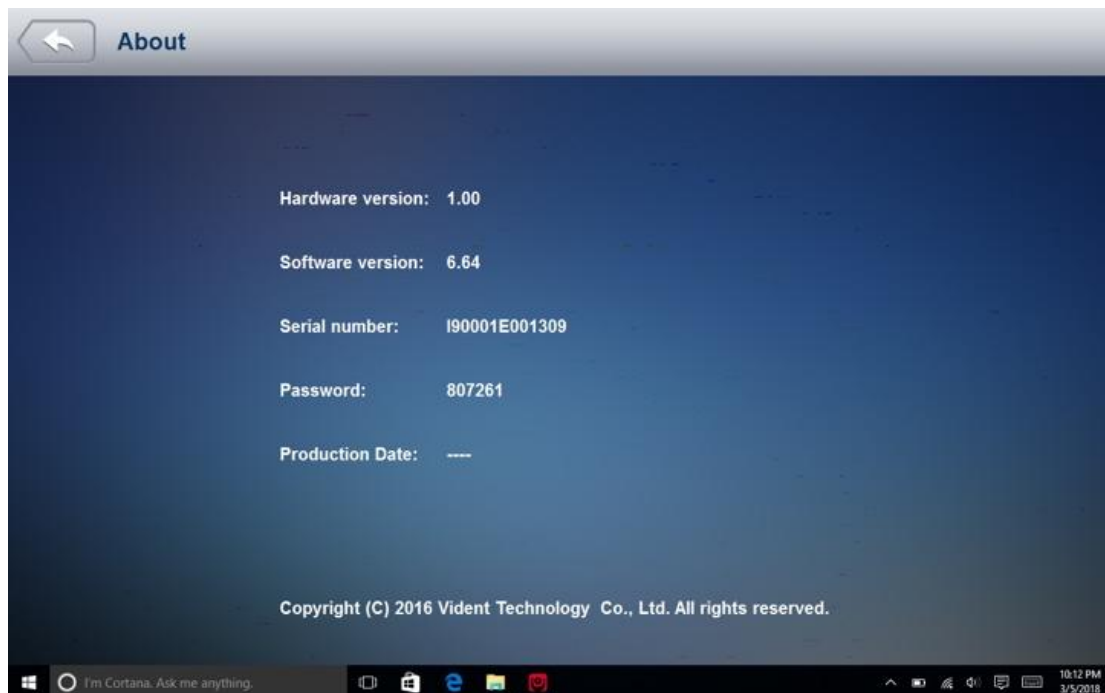 About
Hardware version: 1.00
Software version: 6.64
Serial number: I90001E001309
Password: 807261
Production Date: ----
Copyright (C) 2016 Vident Technology Co., Ltd. All rights reserved.
I'm Cortana. Ask me anything.
10:12 PM
3/5/2018